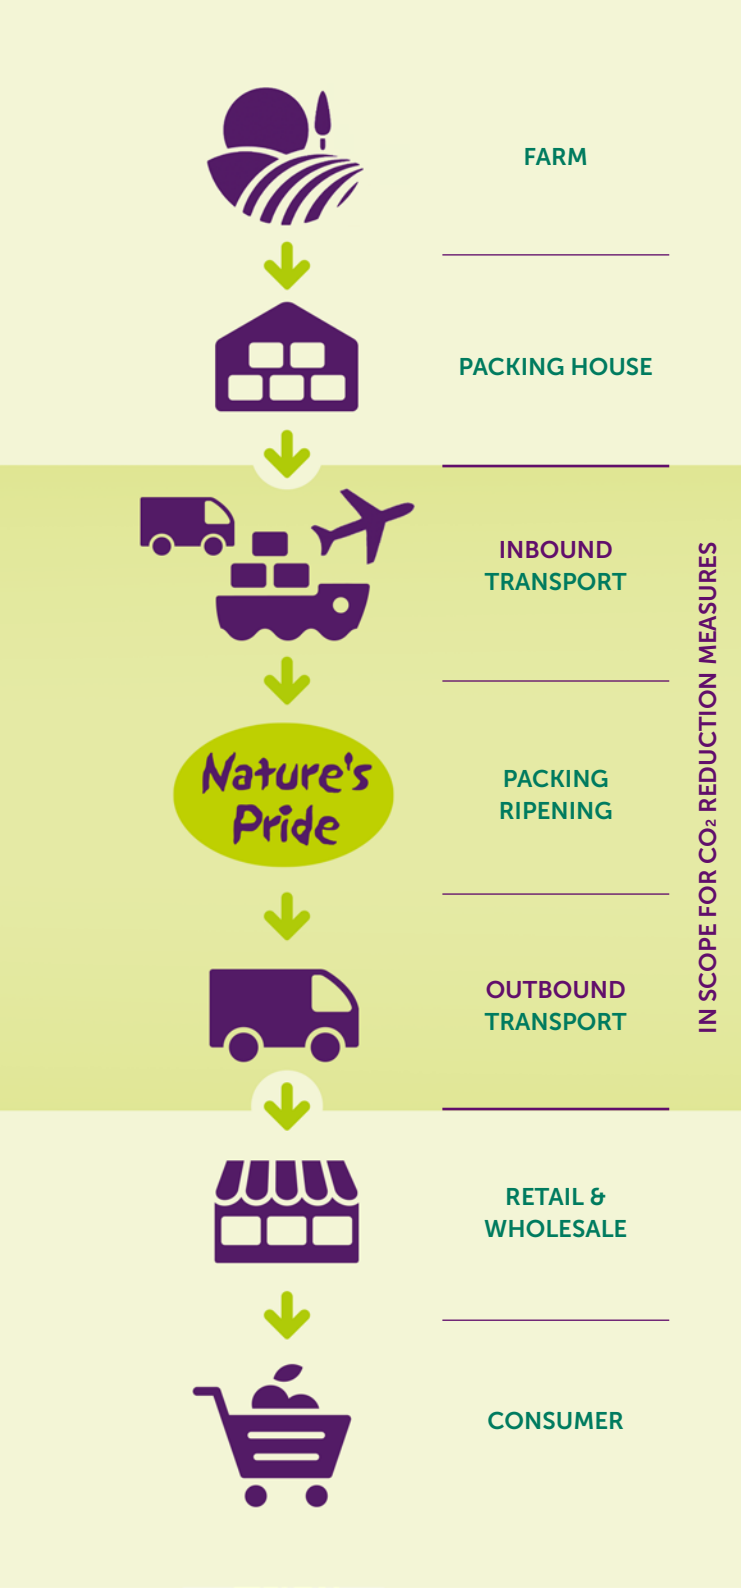 FARM
PACKING HOUSE
INBOUND
TRANSPORT
Nature's
Pride
PACKING
RIPENING
OUTBOUND
TRANSPORT
RETAIL &
WHOLESALE
CONSUMER
IN SCOPE FOR CO₂ REDUCTION MEASURES